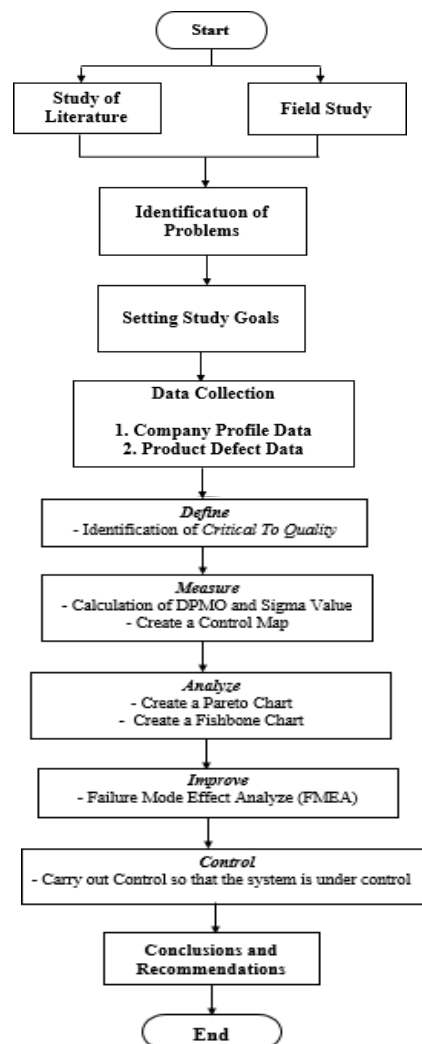 Start
Study of
Literature
Field Study
Identificatuon of
Problems
Setting Study Goals
Data Collection
1. Company Profile Data
2. Product Defect Data
Define
- Identification of Critical To Quality
Measure
- Calculation of DPMO and Sigma Value
- Create a Control Map
Analyze
- Create a Pareto Chart
- Create a Fishbone Chart
Improve
- Failure Mode Effect Analyze (FMEA)
Control
- Carry out Control so that the system is under control
Conclusions and
Recommendations
End